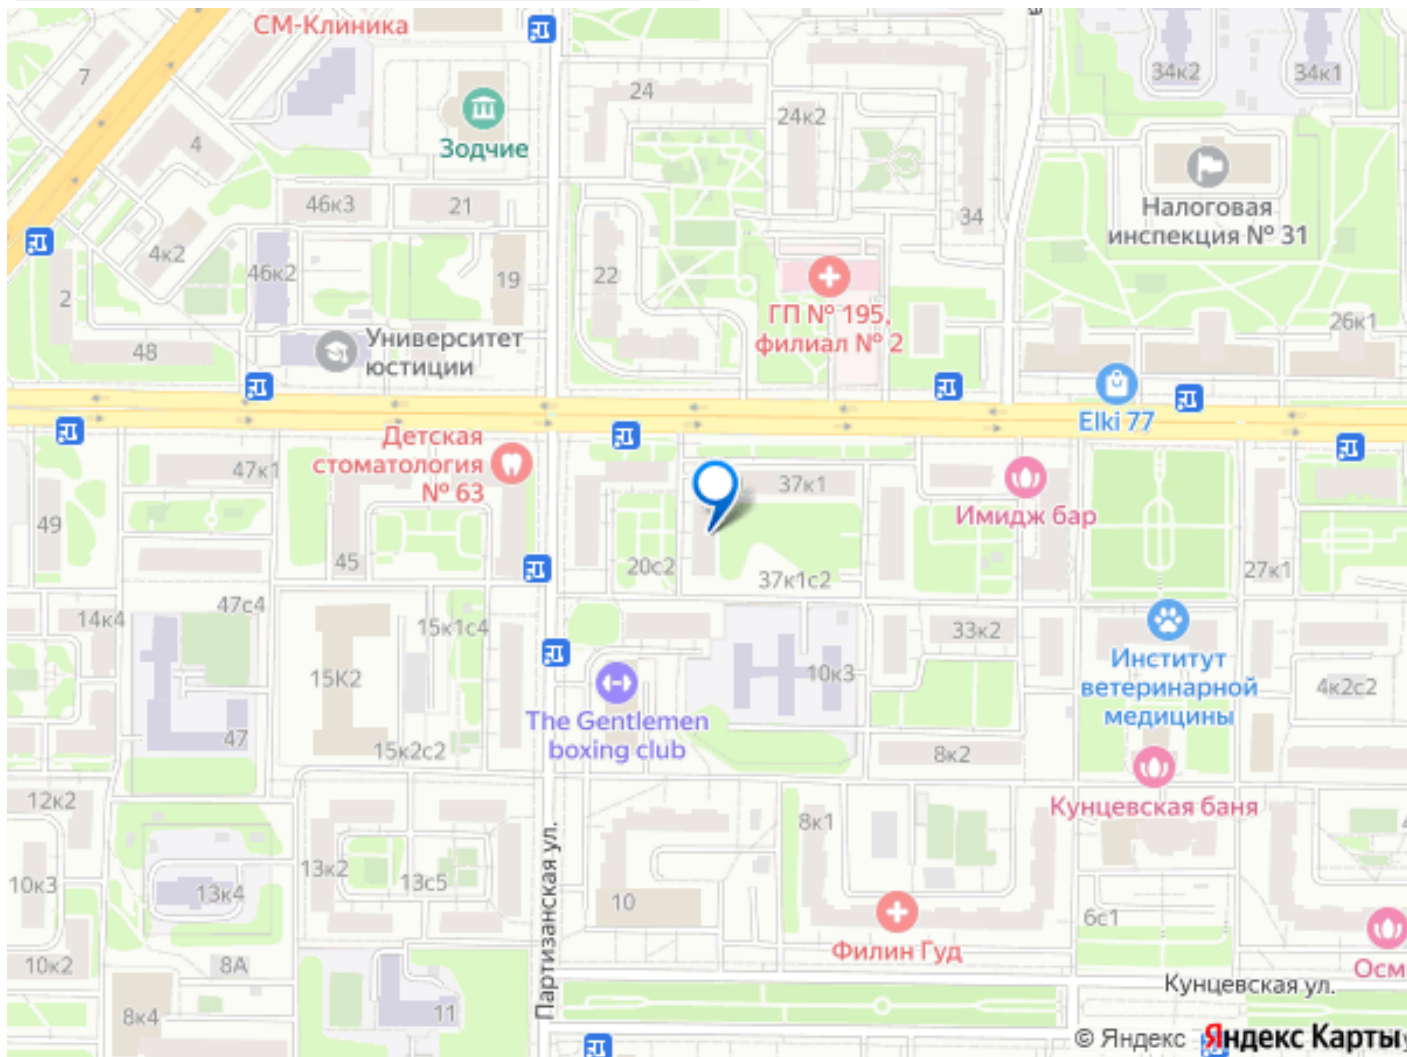 СМ-Клиника
7
24
34к2
34к1
24к2
4
Зодчие
46к3
21
34
Налоговая
инспекция № 31
4к2
46к2
19
22
2
ГП № 195,
филиал № 2
26к1
48
Университет
юстиции
Elki 77
Детская
стоматология
№ 63
47к1
37к1
Имидж бар
49
45
20с2
37к1с2
27к1
47с4
14к4
15к1с4
33к2
15К2
10к3
Институт
ветеринарной
медицины
4к2с2
The Gentlemen
boxing club
47
15к2с2
8к2
12к2
Кунцевская баня
8к1
Партизанская ул.
13к2
13с5
10к3
13к4
10
6с1
Филин Гуд
10к2
8А
Осм
Кунцевская ул.
8к4
11
© Яндекс Яндекс Карты